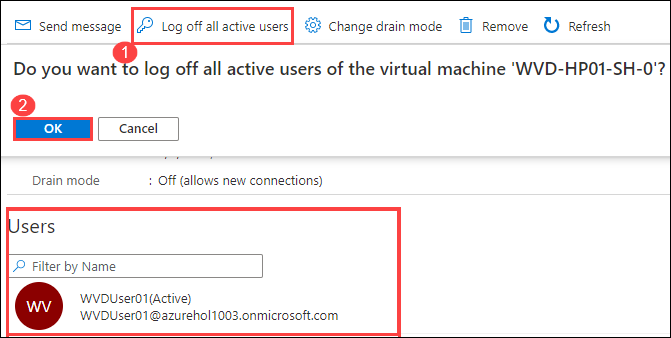 Send message Log off all active users Change drain mode Remove Refresh
1
Do you want to log off all active users of the virtual machine 'WVD-HP01-SH-0'?
2
OK Cancel
Drain mode : Off (allows new connections)
Users
Filter by Name
WV
WVDUser01(Active)
WVDUser01@azurehol1003.onmicrosoft.com